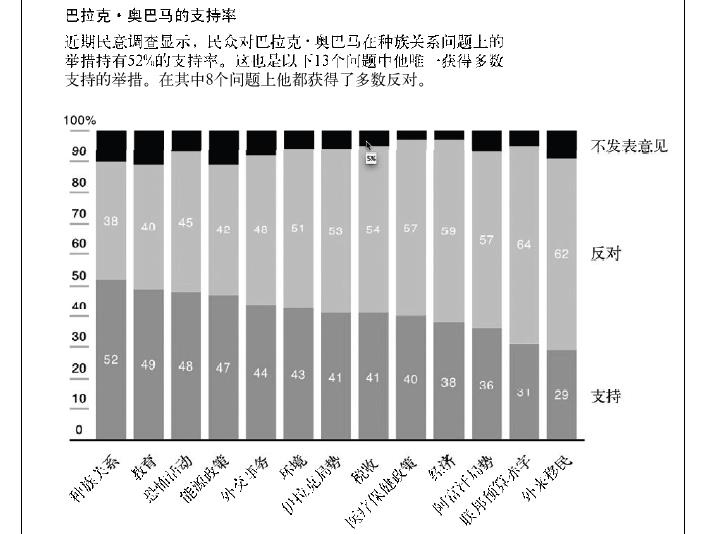 巴拉克·奥巴马的支持率
近期民意调查显示，民众对巴拉克·奥巴马在种族关系问题上的
举措持有52%的支持率。这也是以下13个问题中他唯一获得多数
支持的举措。在其中8个问题上他都获得了多数反对。
100%
90
80
70
60
50
40
30
20
10
0
不发表意见
反对
支持
5%
38 40 45 42 48 51 53 54 57 59 57 64 62
52 49 48 47 44 43 41 41 40 38 36 31 29
种族关系
教育
恐怖活动
能源政策
外交事务
环境
伊拉克局势
税收
医疗保健政策
经济
阿富汗局势
联邦预算赤字
外来移民